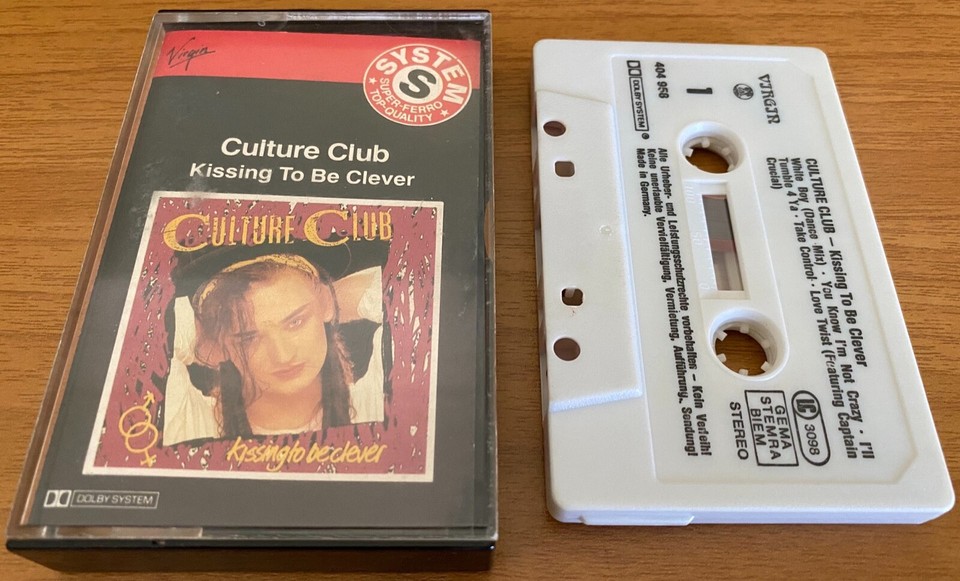 Virgin
SYSTEM
S
SUPER-FERRO
TOP-QUALITY
Culture Club
Kissing To Be Clever
CULTURE CLUB
kissing to be clever
DOLBY SYSTEM
VIRGIN
1
404 968
DOLBY SYSTEM
CULTURE CLUB – Kissing To Be Clever
White Boy (Dance Mix) · You Know I'm Not Crazy · I'll
Tumble 4 Ya · Take Control · Love Twist (Featuring Captain
Crucial)
Alle Urheber- und Leistungsschutzrechte vorbehalten – Kein Verleih!
Keine unerlaubte Vervielfältigung, Vermietung, Aufführung, Sendung!
Made in Germany.
LC 3098
GEMA
STEMRA
BIEM
STEREO